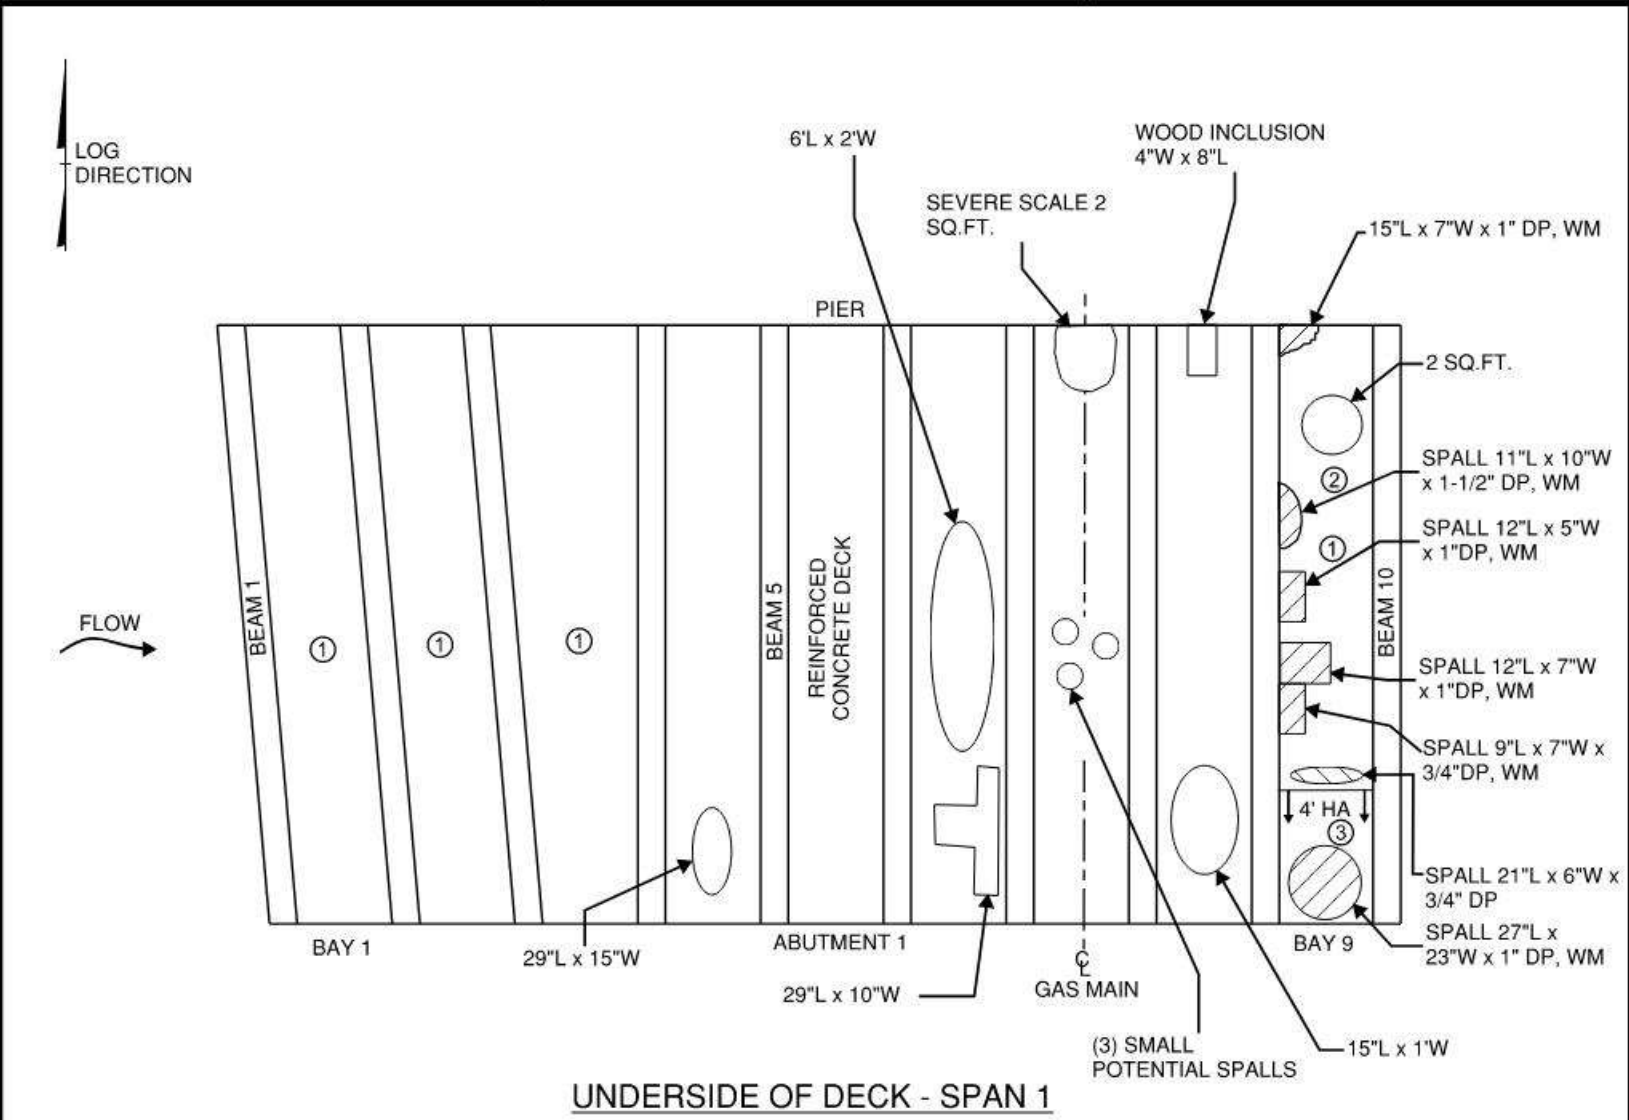 6'L x 2'W
WOOD INCLUSION
4"W x 8"L
LOG
DIRECTION
SEVERE SCALE 2
SQ.FT.
15"L x 7"W x 1" DP, WM
PIER
2 SQ.FT.
SPALL 11"L x 10"W
x 1-1/2" DP, WM
2
SPALL 12"L x 5"W
x 1"DP, WM
1
FLOW
BEAM 1
1
1
1
BEAM 5
REINFORCED
CONCRETE DECK
BEAM 10
SPALL 12"L x 7"W
x 1"DP, WM
SPALL 9"L x 7"W x
3/4"DP, WM
4' HA
3
SPALL 21"L x 6"W x
3/4" DP
SPALL 27"L x
23"W x 1" DP, WM
BAY 1
29"L x 15"W
ABUTMENT 1
BAY 9
29"L x 10"W
CL
GAS MAIN
(3) SMALL
POTENTIAL SPALLS
15"L x 1'W
UNDERSIDE OF DECK - SPAN 1